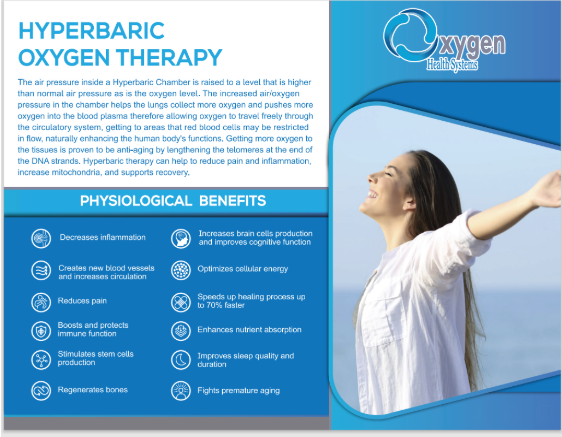 HYPERBARIC
OXYGEN THERAPY
The air pressure inside a Hyperbaric Chamber is raised to a level that is higher
than normal air pressure as is the oxygen level. The increased air/oxygen
pressure in the chamber helps the lungs collect more oxygen and pushes more
oxygen into the blood plasma therefore allowing oxygen to travel freely through
the circulatory system, getting to areas that red blood cells may be restricted
in flow, naturally enhancing the human body's functions. Getting more oxygen to
the tissues is proven to be anti-aging by lengthening the telomeres at the end of
the DNA strands. Hyperbaric therapy can help to reduce pain and inflammation,
increase mitochondria, and supports recovery.
PHYSIOLOGICAL BENEFITS
Decreases inflammation
Creates new blood vessels
and increases circulation
Reduces pain
Boosts and protects
immune function
Stimulates stem cells
production
Regenerates bones
Increases brain cells production
and improves cognitive function
Optimizes cellular energy
Speeds up healing process up
to 70% faster
Enhances nutrient absorption
Improves sleep quality and
duration
Fights premature aging
Oxygen
Health Systems